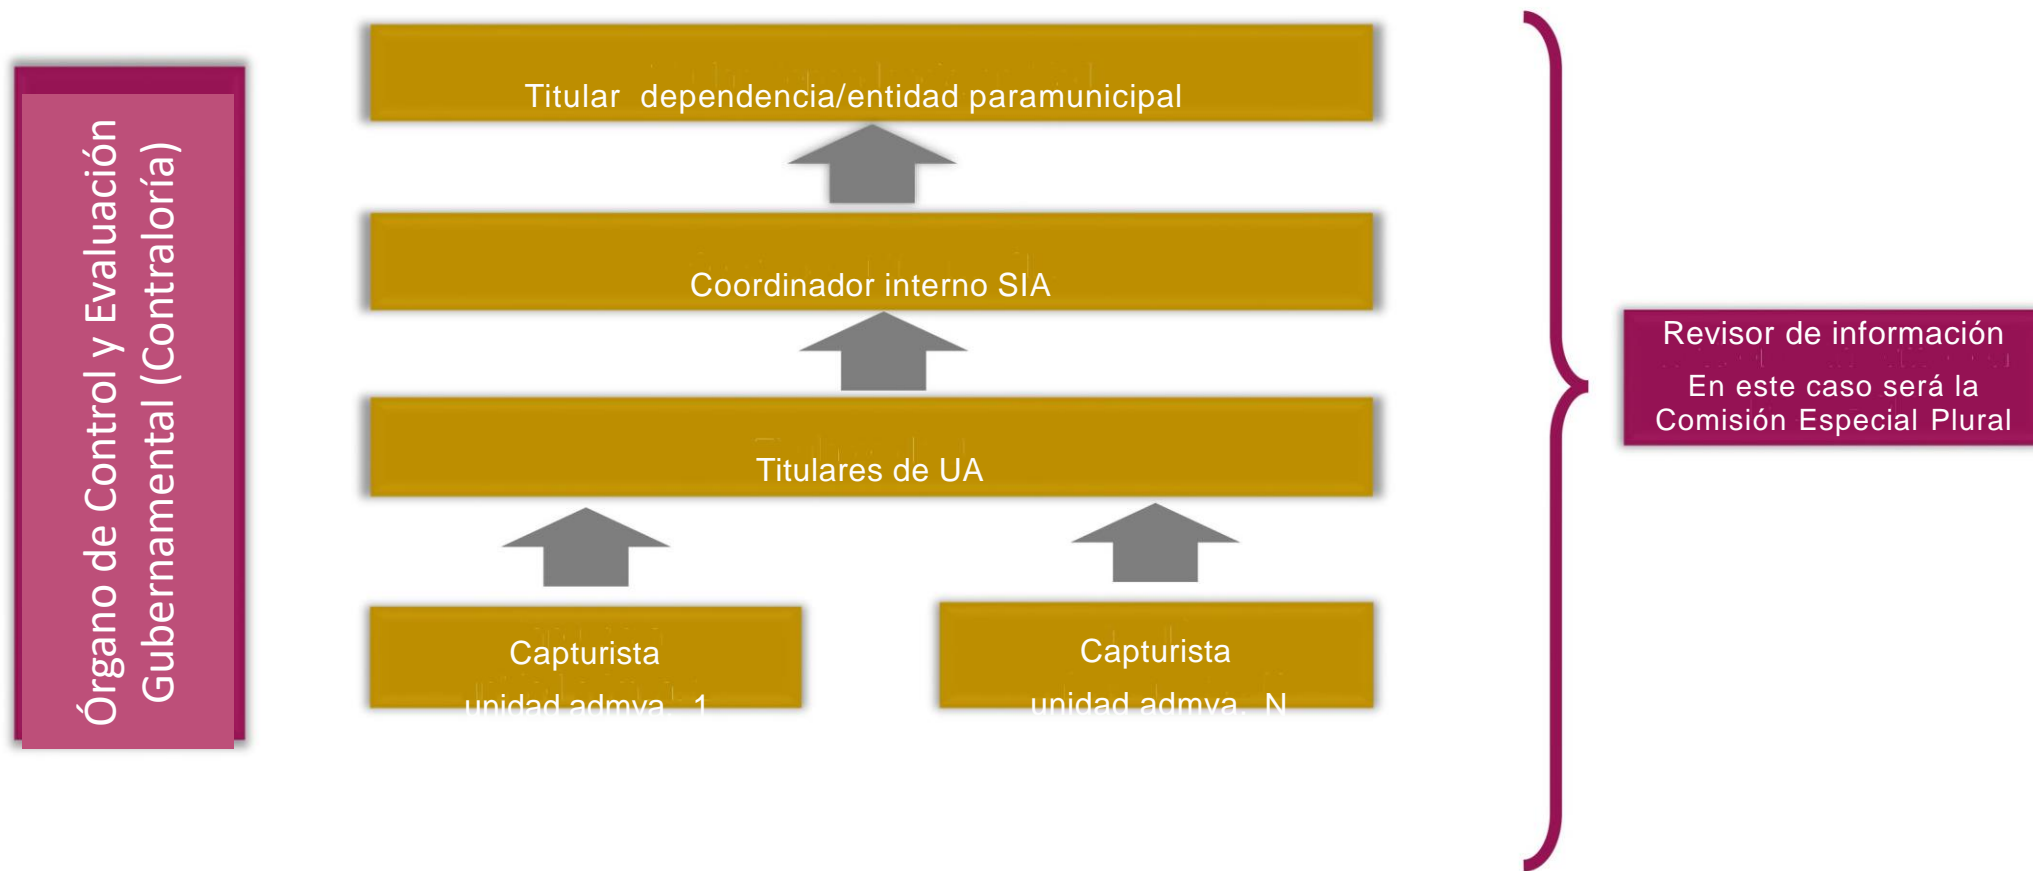 Órgano de Control y Evaluación
Gubernamental (Contraloría)
Titular dependencia/entidad paramunicipal
Coordinador interno SIA
Titulares de UA
Capturista
unidad admva. 1
Capturista
unidad admva. N
Revisor de información
En este caso será la
Comisión Especial Plural